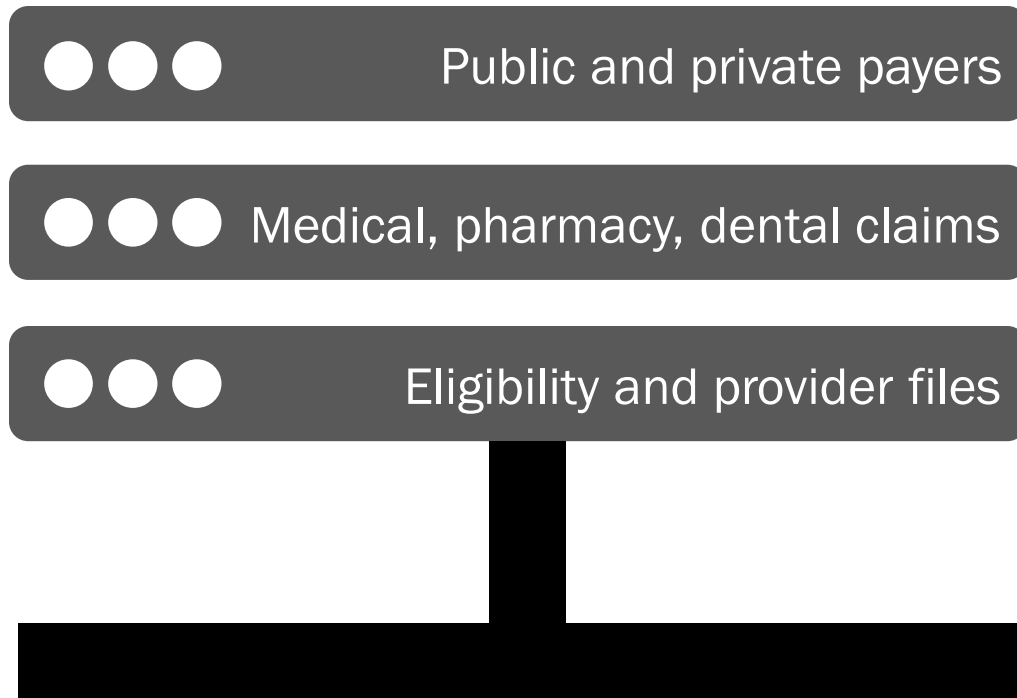 Public and private payers
Medical, pharmacy, dental claims
Eligibility and provider files